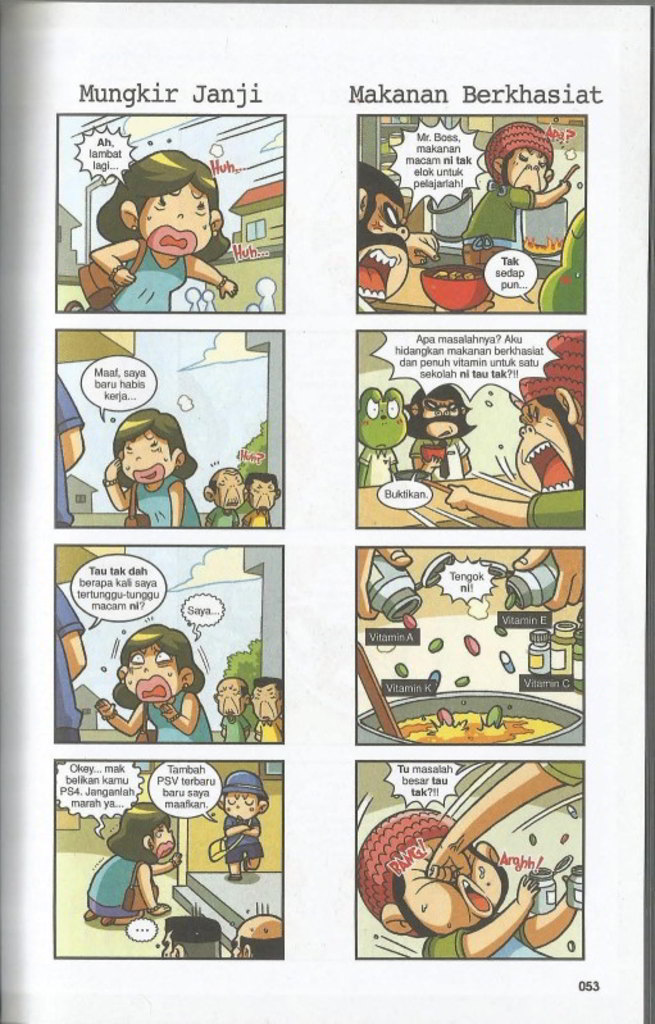 Mungkir Janji
Ah,
lambat
lagi...
Huh...
Huh...
Maaf, saya
baru habis
kerja...
Huh?
Tau tak dah
berapa kali saya
tertunggu-tunggu
macam ni?
Saya...
Okey... mak
belikan kamu
PS4. Janganlah
marah ya...
Tambah
PSV terbaru
baru saya
maafkan.
...
Makanan Berkhasiat
Mr. Boss,
makanan
macam ni tak
elok untuk
pelajarlah!
Apa?
Tak
sedap
pun...
Apa masalahnya? Aku
hidangkan makanan berkhasiat
dan penuh vitamin untuk satu
sekolah ni tau tak?!!
Buktikan.
Tengok
ni!
Vitamin A
Vitamin E
Vitamin K
Vitamin C
Tu masalah
besar tau
tak?!!
PANG!
Arghh!
053